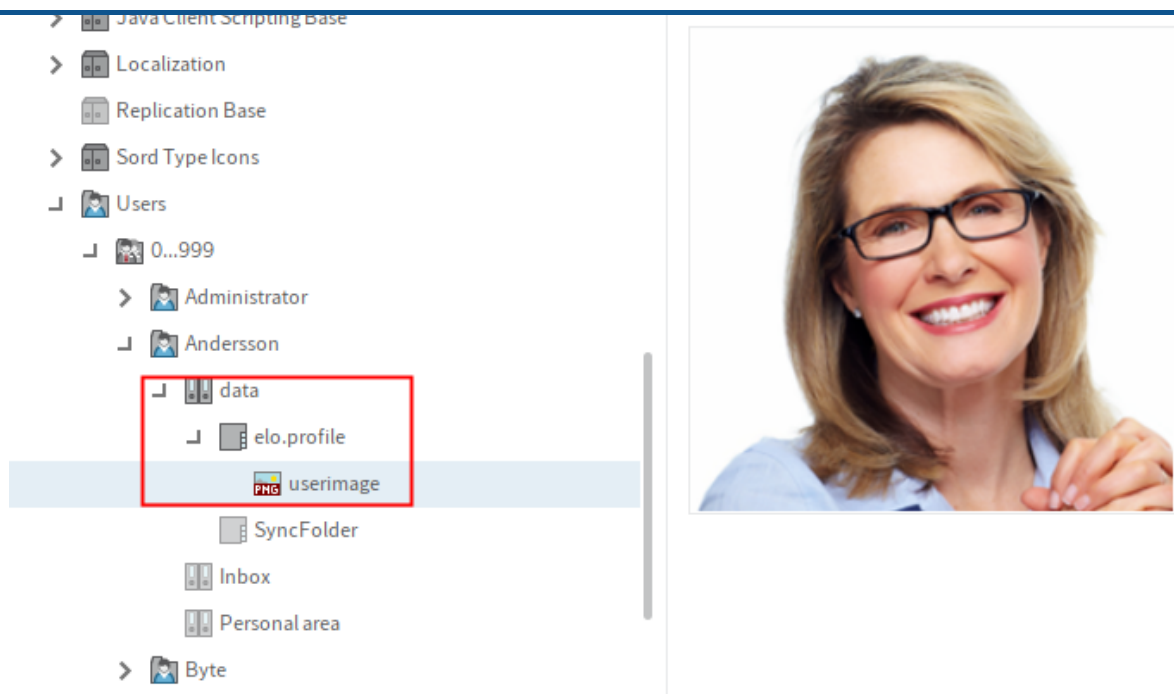 Java Client Scripting Base
Localization
Replication Base
Sord Type Icons
Users
0...999
Administrator
Andersson
data
elo.profile
PNG userimage
SyncFolder
Inbox
Personal area
Byte